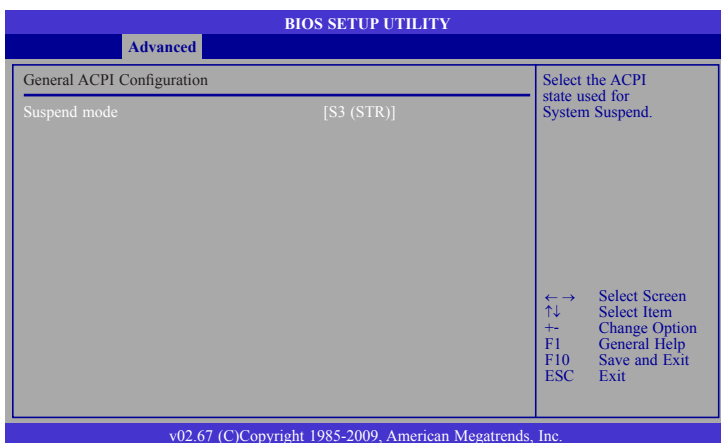 BIOS SETUP UTILITY
Advanced
General ACPI Configuration
Suspend mode [S3 (STR)]
Select the ACPI
state used for
System Suspend.
←→ Select Screen
↑↓ Select Item
+- Change Option
F1 General Help
F10 Save and Exit
ESC Exit
v02.67 (C)Copyright 1985-2009, American Megatrends, Inc.